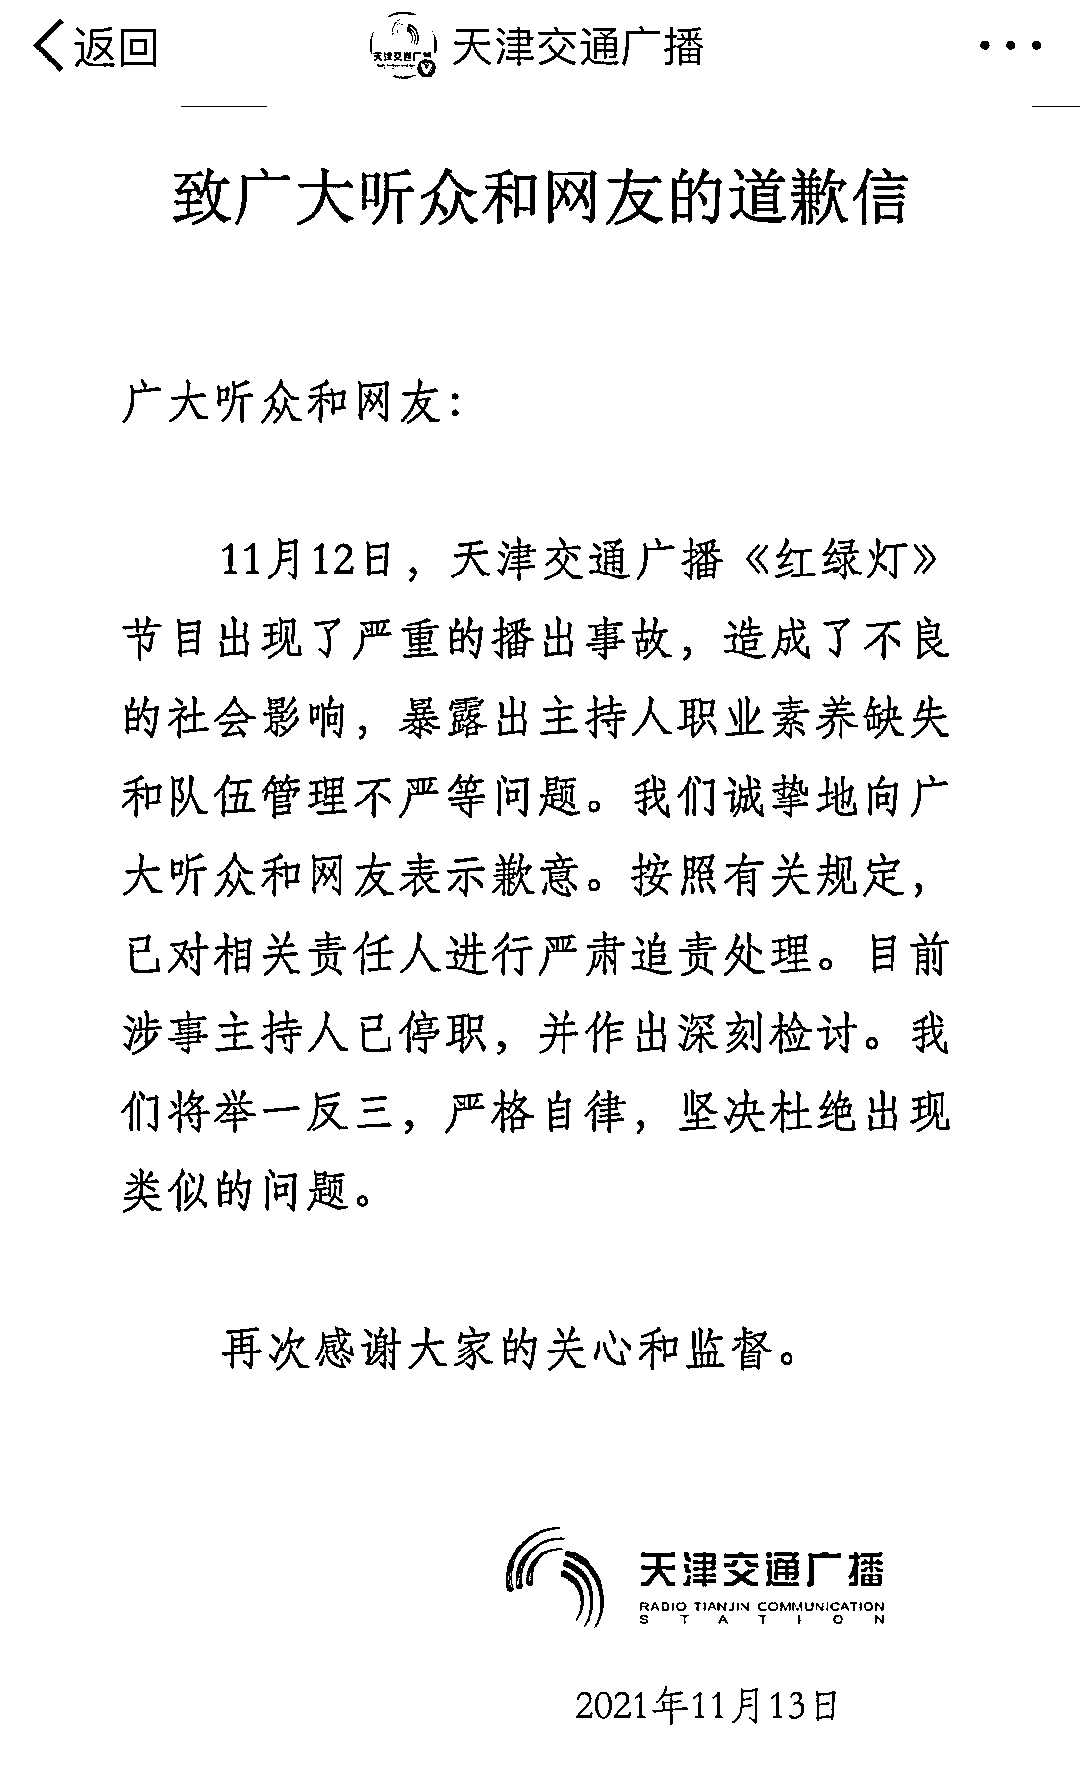 返回
天津交通广播
致广大听众和网友的道歉信
广大听众和网友：
11月12日，天津交通广播《红绿灯》
节目出现了严重的播出事故，造成了不良
的社会影响，暴露出主持人职业素养缺失
和队伍管理不严等问题。我们诚挚地向广
大听众和网友表示歉意。按照有关规定，
已对相关责任人进行严肃追责处理。目前
涉事主持人已停职，并作出深刻检讨。我
们将举一反三，严格自律，坚决杜绝出现
类似的问题。
再次感谢大家的关心和监督。
天津交通广播
RADIO TIANJIN COMMUNICATION
STATION
2021年11月13日